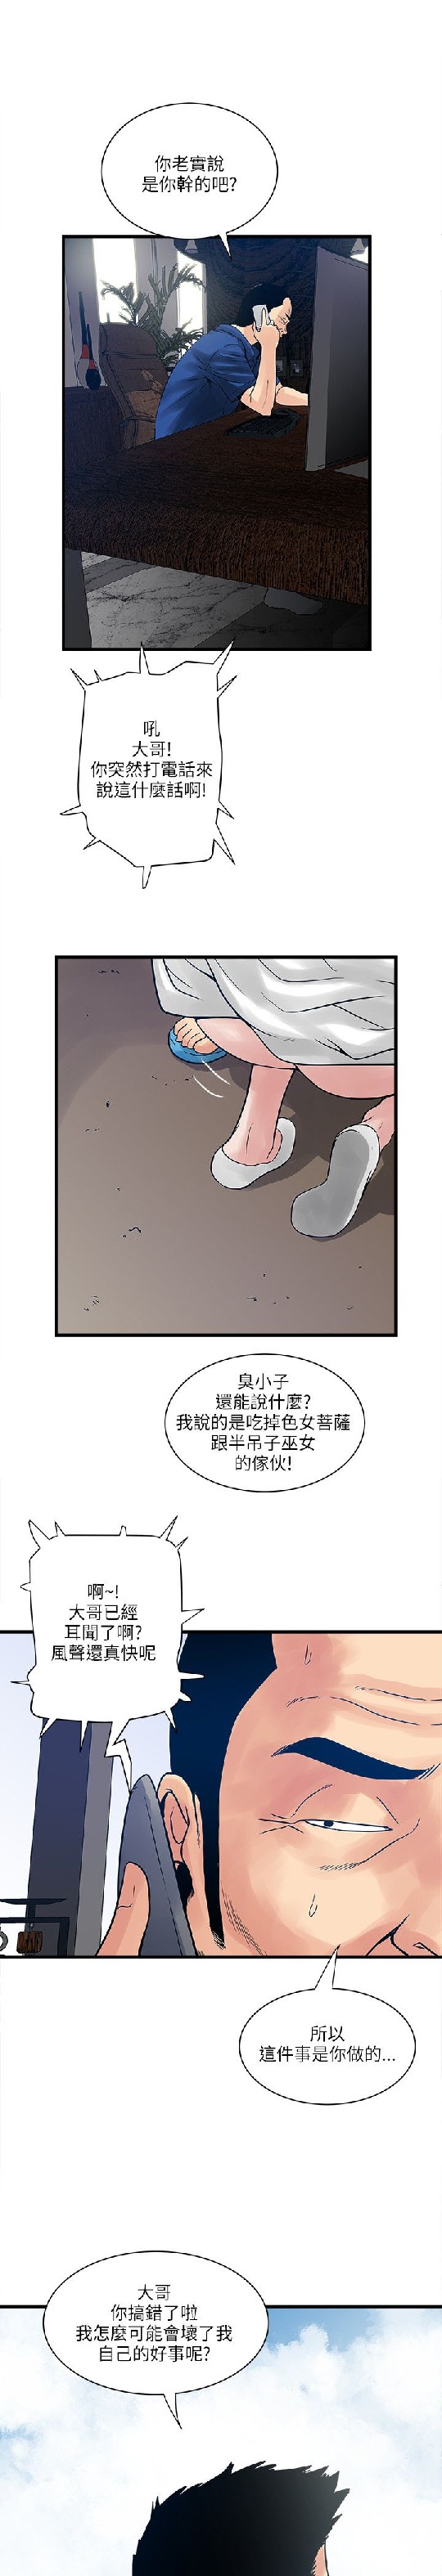 你老實說
是你幹的吧?
吼
大哥!
你突然打電話來
說這什麼話啊!
臭小子
還能說什麼?
我說的是吃掉色女菩薩
跟半吊子巫女
的傢伙!
啊~!
大哥已經
耳聞了啊?
風聲還真快呢
所以
這件事是你做的...
大哥
你搞錯了啦
我怎麼可能會壞了我
自己的好事呢?